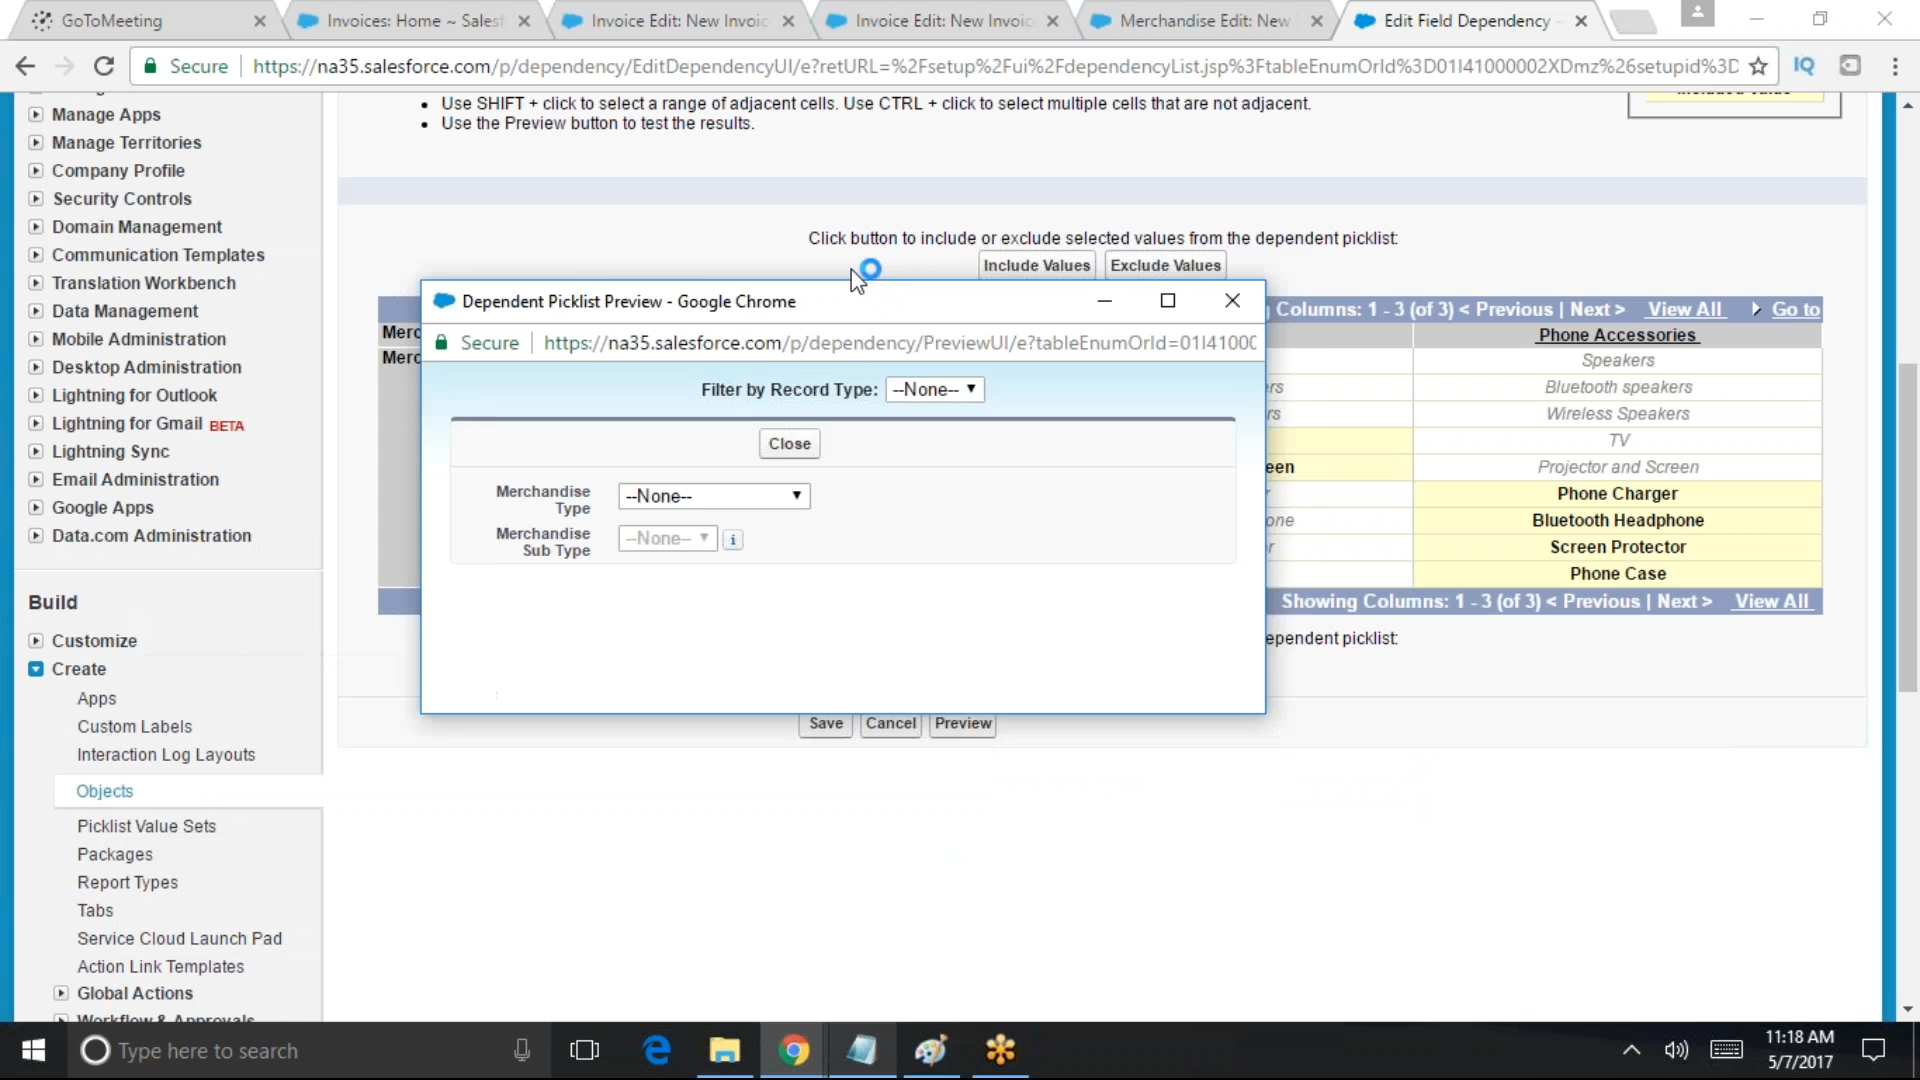 GoToMeeting
Invoices: Home ~ Sales
Invoice Edit: New Invoic
Invoice Edit: New Invoic
Merchandise Edit: New
Edit Field Dependency
Secure
https://na35.salesforce.com/p/dependency/EditDependencyUI/e?retURL=%2Fsetup%2Fui%2FdependencyList.jsp%3FtableEnumOrId%3D01I41000002XDmz%26setupid%3D
Manage Apps
Manage Territories
Company Profile
Security Controls
Domain Management
Communication Templates
Translation Workbench
Data Management
Mobile Administration
Desktop Administration
Lightning for Outlook
Lightning for Gmail BETA
Lightning Sync
Email Administration
Google Apps
Data.com Administration
Build
Customize
Create
Apps
Custom Labels
Interaction Log Layouts
Objects
Picklist Value Sets
Packages
Report Types
Tabs
Service Cloud Launch Pad
Action Link Templates
Global Actions
Workflow & Approvals
• Use SHIFT + click to select a range of adjacent cells. Use CTRL + click to select multiple cells that are not adjacent.
• Use the Preview button to test the results.
Click button to include or exclude selected values from the dependent picklist:
Include Values Exclude Values
Columns: 1 - 3 (of 3) < Previous | Next > View All Go to
Merc
Merc
Phone Accessories
Speakers
rs Bluetooth speakers
rs Wireless Speakers
TV
een Projector and Screen
r Phone Charger
one Bluetooth Headphone
r Screen Protector
Phone Case
Showing Columns: 1 - 3 (of 3) < Previous | Next > View All
ependent picklist:
Save Cancel Preview
Dependent Picklist Preview - Google Chrome
Secure
https://na35.salesforce.com/p/dependency/PreviewUI/e?tableEnumOrId=01I4100
Filter by Record Type: --None--
Close
Merchandise Type --None--
Merchandise Sub Type --None-- i
Type here to search
11:18 AM
5/7/2017